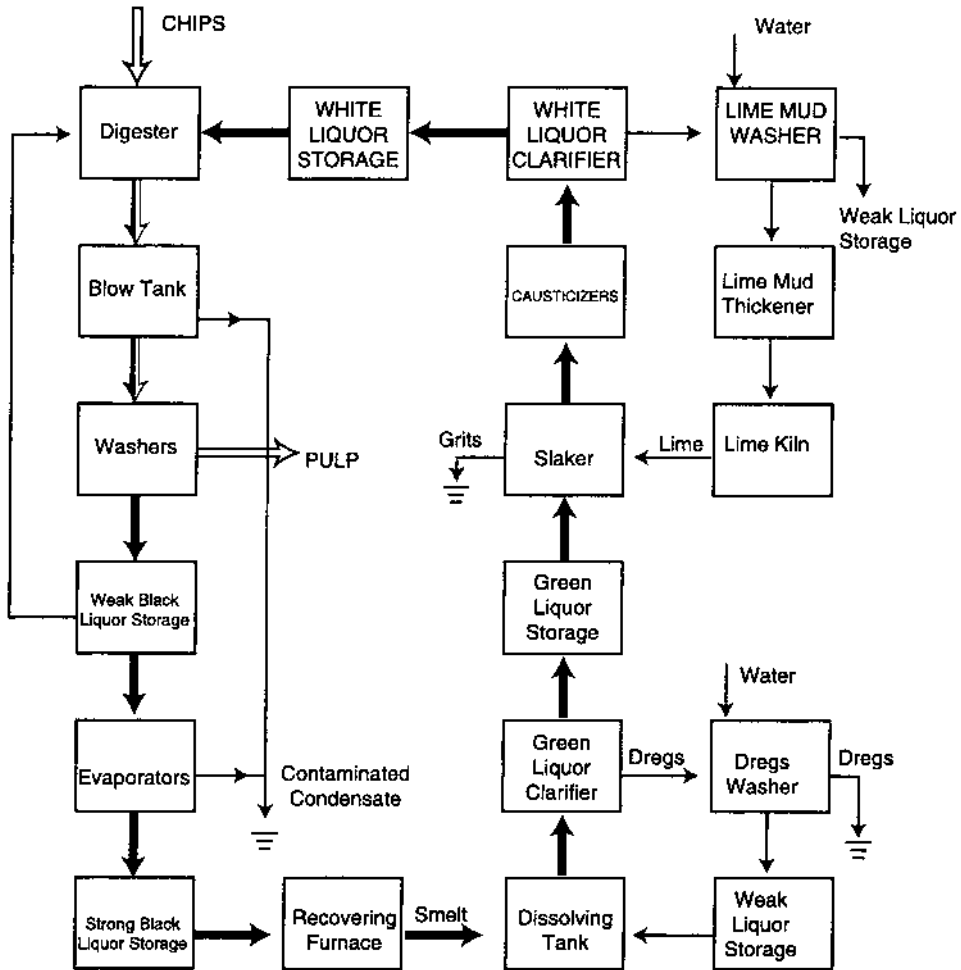 CHIPS
Water
Digester
WHITE
LIQUOR
STORAGE
WHITE
LIQUOR
CLARIFIER
LIME MUD
WASHER
Weak Liquor
Storage
Blow Tank
CAUSTICIZERS
Lime Mud
Thickener
Washers
PULP
Grits
Slaker
Lime
Lime Kiln
Weak Black
Liquor Storage
Green
Liquor
Storage
Water
Evaporators
Contaminated
Condensate
Green
Liquor
Clarifier
Dregs
Dregs
Washer
Dregs
Strong Black
Liquor Storage
Recovering
Furnace
Smelt
Dissolving
Tank
Weak
Liquor
Storage